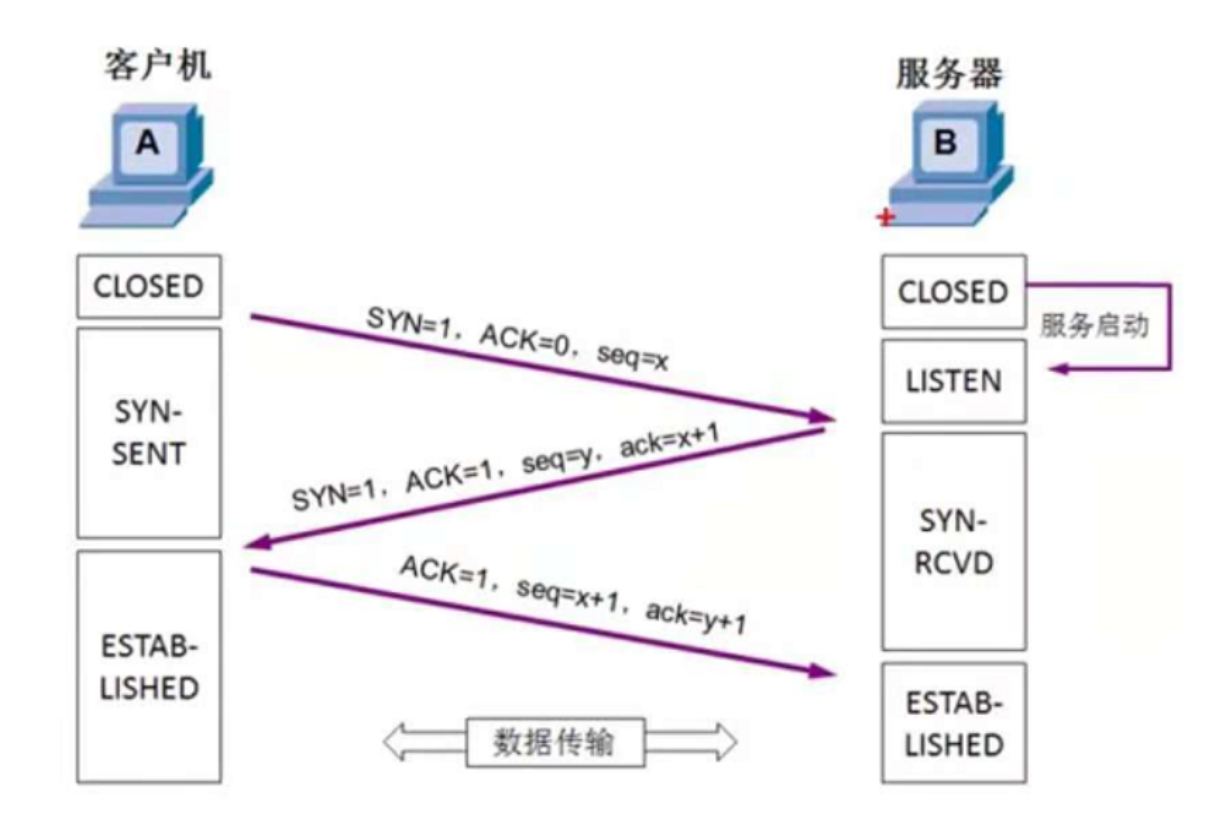 客户机
服务器
A
B
CLOSED
CLOSED
服务启动
SYN=1，ACK=0，seq=x
LISTEN
SYN-
SENT
SYN=1，ACK=1，seq=y，ack=x+1
SYN-
RCVD
ACK=1，seq=x+1，ack=y+1
ESTAB-
LISHED
ESTAB-
LISHED
数据传输